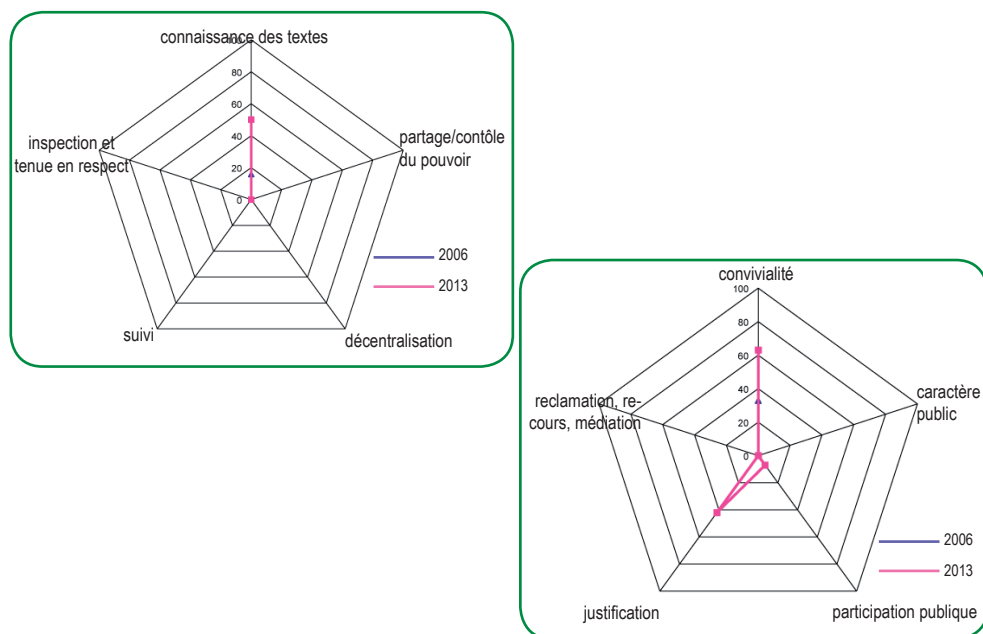 connaissance des textes
100
80
60
40
20
0
inspection et
tenue en respect
partage/contôle
du pouvoir
2006
2013
suivi
décentralisation
convivialité
100
80
60
40
20
0
reclamation, re-
cours, médiation
caractère
public
2006
2013
justification
participation publique